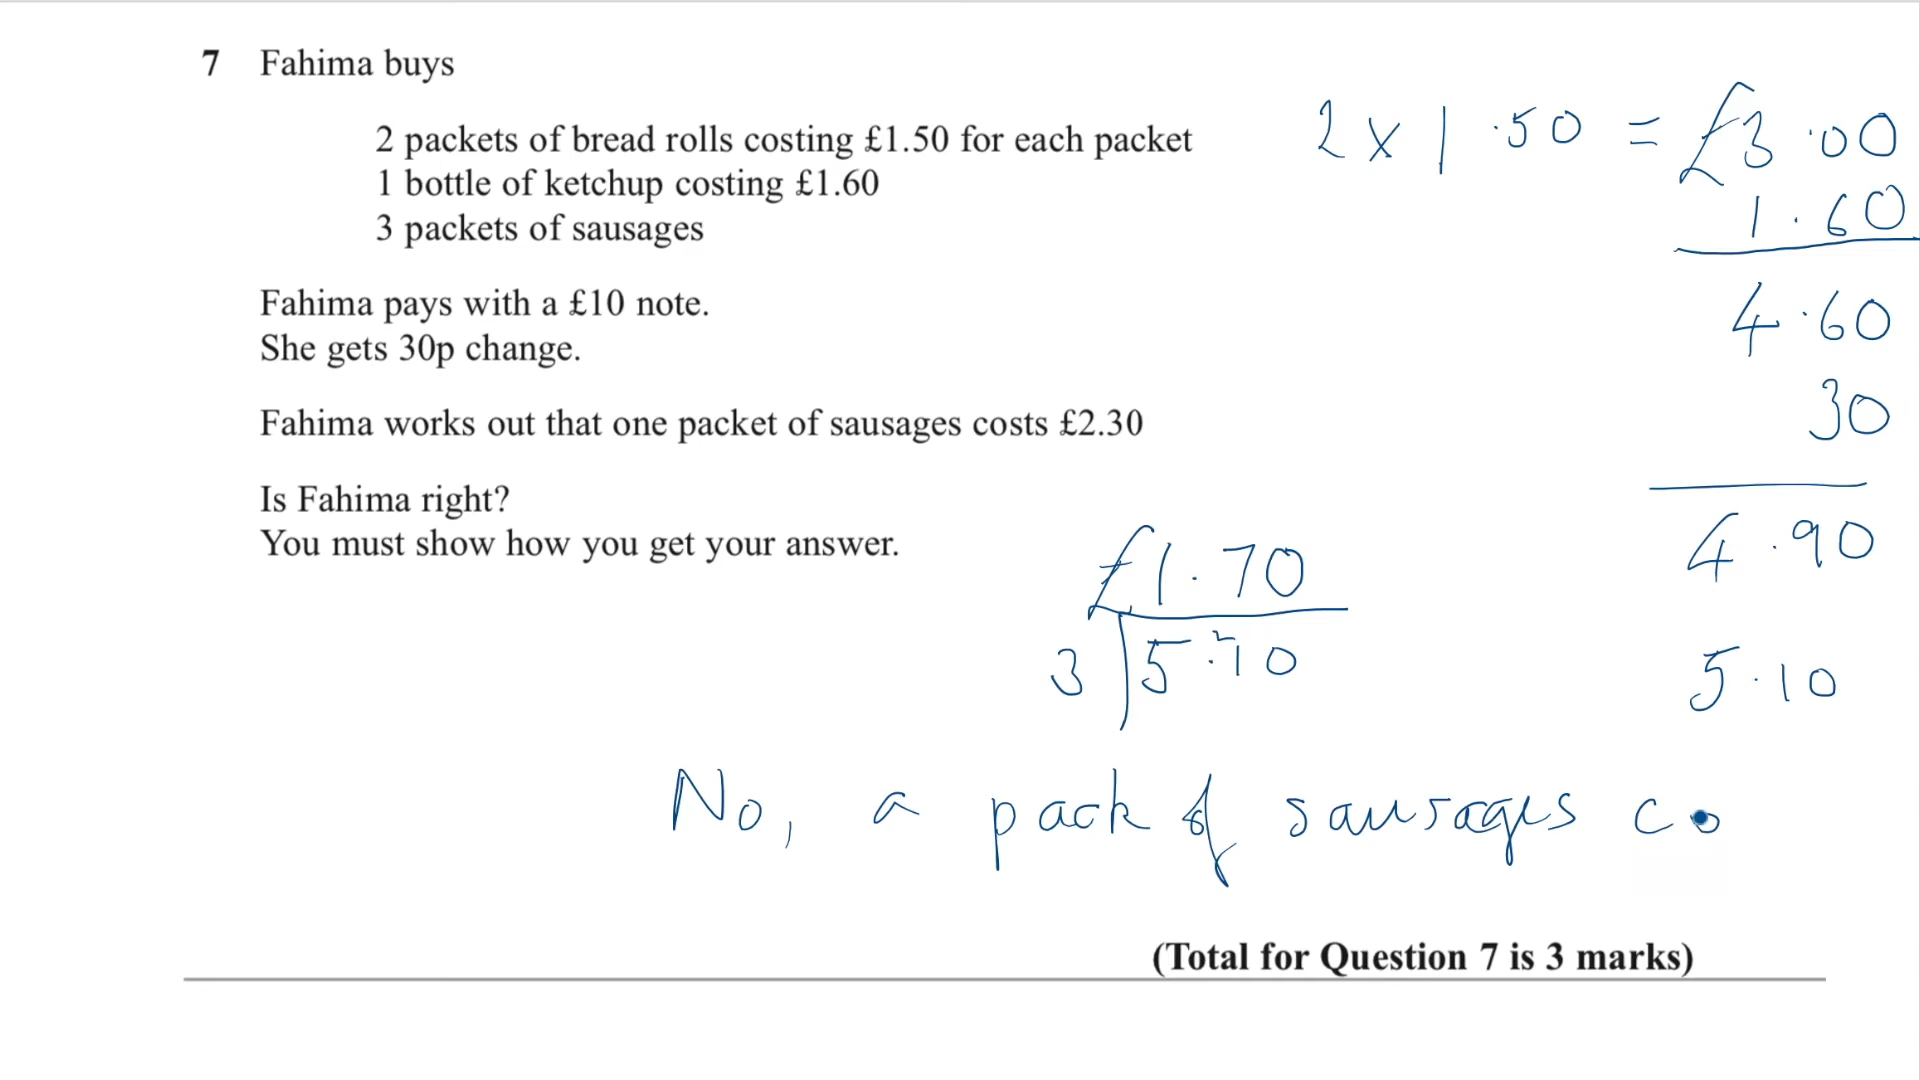 7 Fahima buys
2 packets of bread rolls costing £1.50 for each packet
1 bottle of ketchup costing £1.60
3 packets of sausages
Fahima pays with a £10 note.
She gets 30p change.
Fahima works out that one packet of sausages costs £2.30
Is Fahima right?
You must show how you get your answer.
2 x 1.50 = £3.00
1.60
4.60
30
4.90
5.10
£1.70
3 5.210
No, a pack of sausages co
(Total for Question 7 is 3 marks)